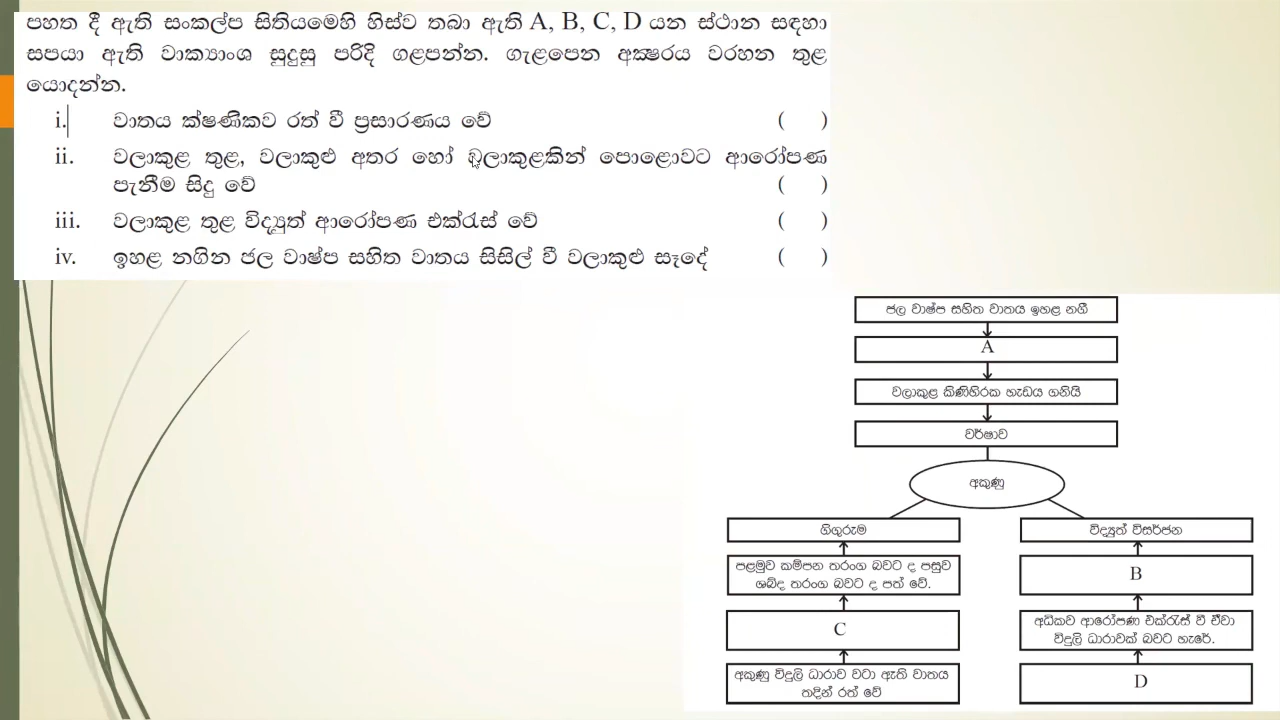 පහත දී ඇති සංකල්ප සිතියමෙහි හිස්ව තබා ඇති A, B, C, D යන ස්ථාන සඳහා
සපයා ඇති වාක්‍යාංශ සුදුසු පරිදි ගළපන්න. ගැළපෙන අක්‍ෂරය වරහන තුළ
යොදන්න.
i. වාතය ක්ෂණිකව රත් වී ප්‍රසාරණය වේ ( )
ii. වලාකුළ තුළ, වලාකුළු අතර හෝ වලාකුළකින් පොළොවට ආරෝපණ
පැනීම සිදු වේ ( )
iii. වලාකුළ තුළ විද්‍යුත් ආරෝපණ එක්රැස් වේ ( )
iv. ඉහළ නගින ජල වාෂ්ප සහිත වාතය සිසිල් වී වලාකුළු සෑදේ ( )
ජල වාෂ්ප සහිත වාතය ඉහළ නගී
A
වලාකුළ කිණිහිරක හැඩය ගනියි
වර්ෂාව
අකුණු
ගිගුරුම
විද්‍යුත් විසර්ජන
පළමුව කම්පන තරංග බවට ද පසුව
ශබ්ද තරංග බවට ද පත් වේ.
B
C
අධිකව ආරෝපණ එක්රැස් වී ඒවා
විදුලි ධාරාවක් බවට හැරේ.
අකුණු විදුලි ධාරාව වටා ඇති වාතය
තදින් රත් වේ
D